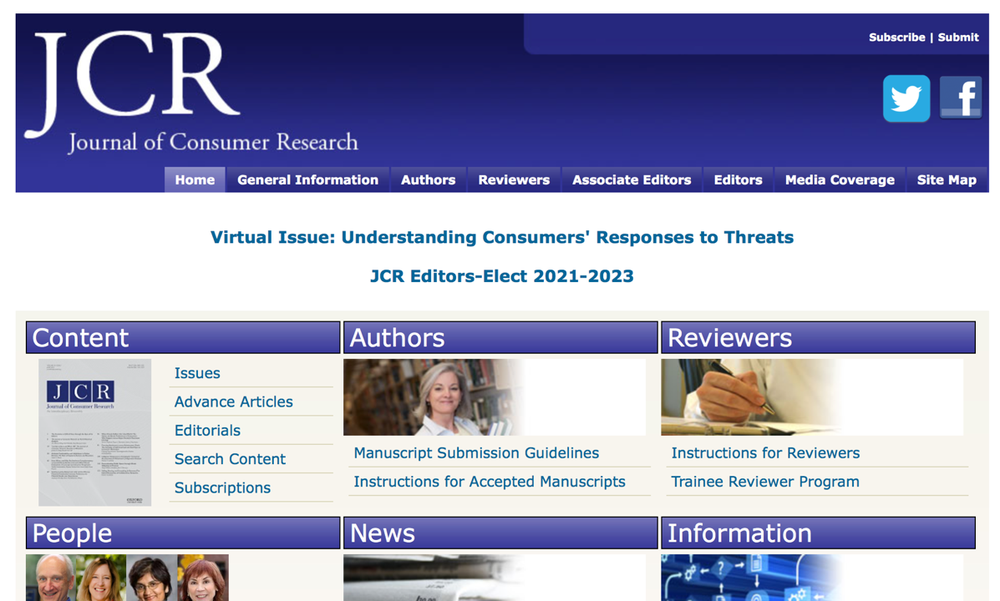 JCR
Journal of Consumer Research
Subscribe | Submit
Home General Information Authors Reviewers Associate Editors Editors Media Coverage Site Map
Virtual Issue: Understanding Consumers' Responses to Threats
JCR Editors-Elect 2021-2023
Content
JCR
Journal of Consumer Research
OXFORD
Issues
Advance Articles
Editorials
Search Content
Subscriptions
Authors
Manuscript Submission Guidelines
Instructions for Accepted Manuscripts
Reviewers
Instructions for Reviewers
Trainee Reviewer Program
People
News
Information